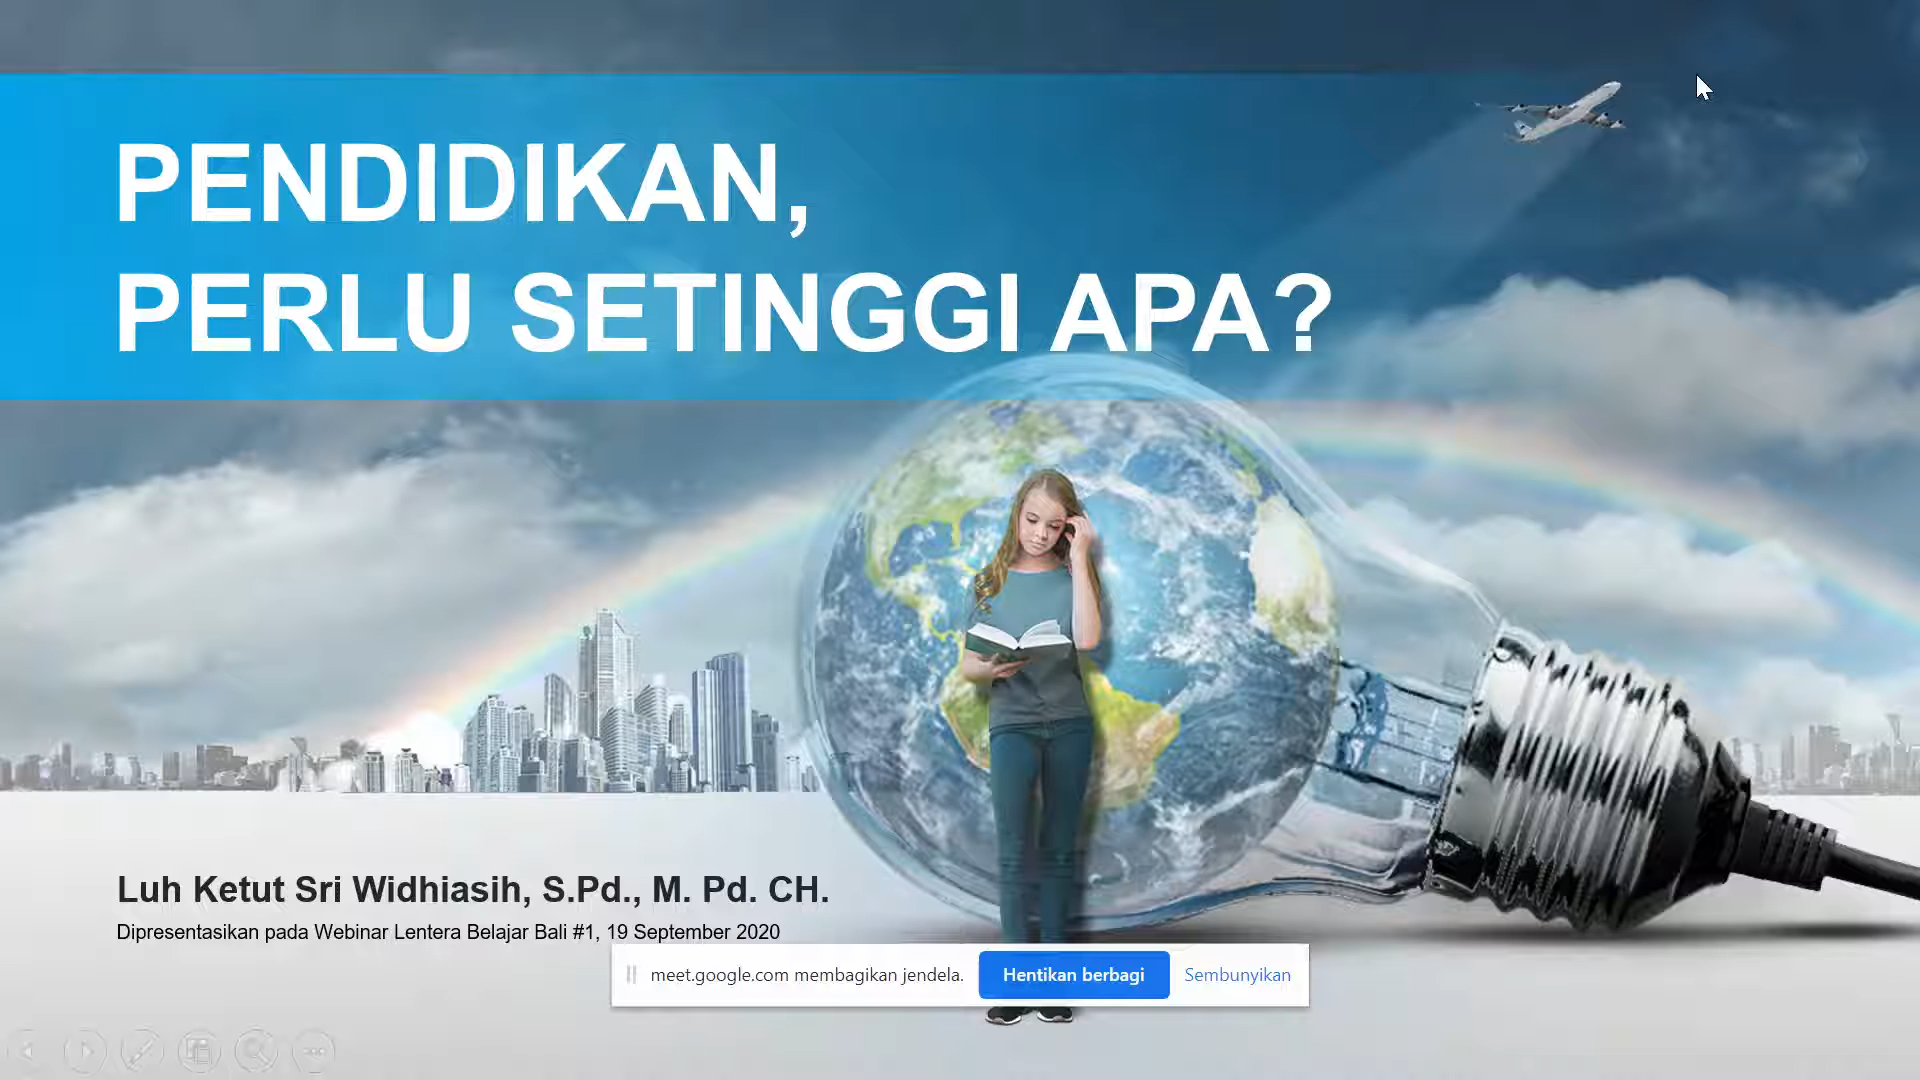 PENDIDIKAN,
PERLU SETINGGI APA?
Luh Ketut Sri Widhiasih, S.Pd., M. Pd. CH.
Dipresentasikan pada Webinar Lentera Belajar Bali #1, 19 September 2020
meet.google.com membagikan jendela. Hentikan berbagi Sembunyikan